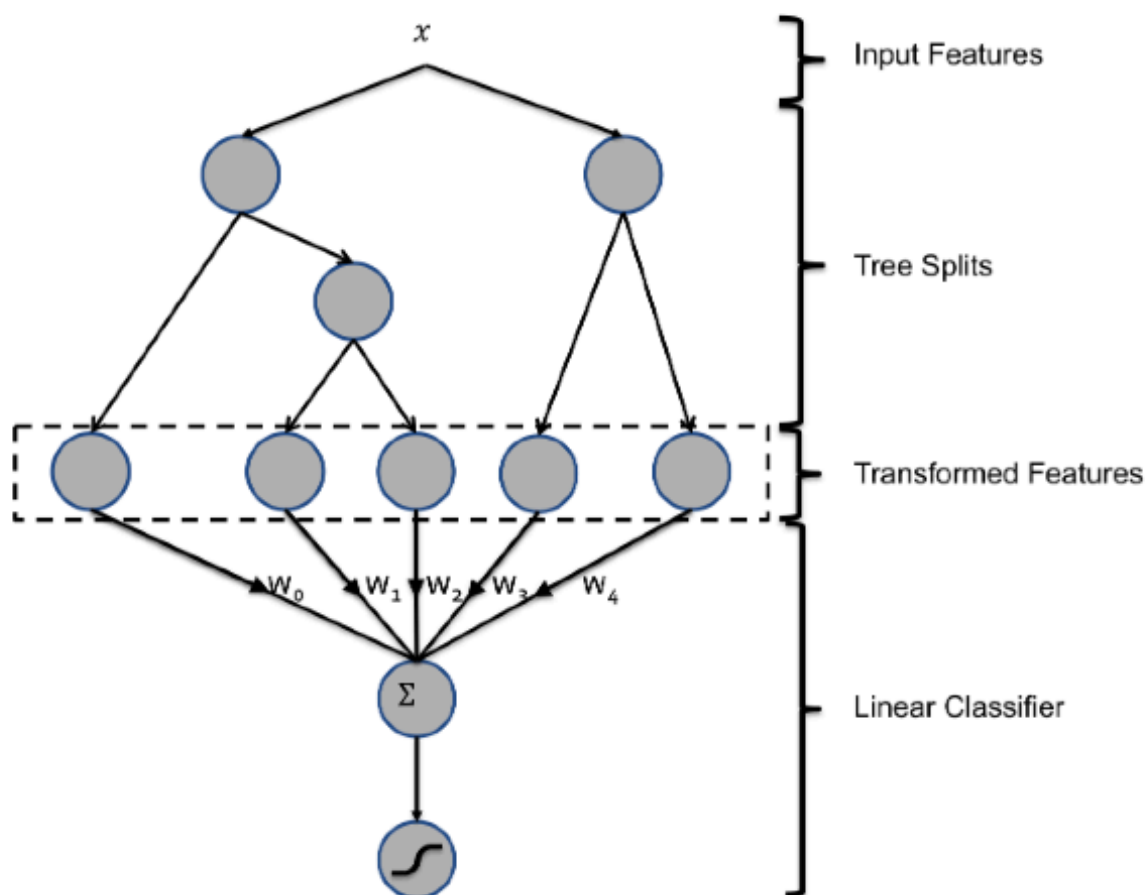 x
Input Features
Tree Splits
Transformed Features
W₀ W₁ W₂ W₃ W₄
Σ
Linear Classifier